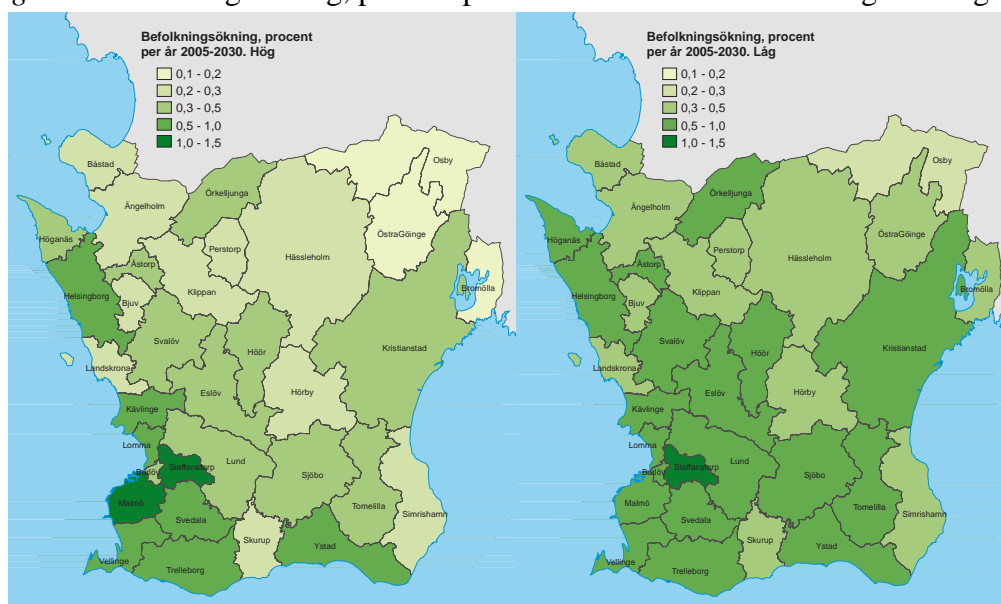 Befolkningsökning, procent
per år 2005-2030. Hög
0,1 - 0,2
0,2 - 0,3
0,3 - 0,5
0,5 - 1,0
1,0 - 1,5
Osby
Båstad
Örkelljunga
Ängelholm
ÖstraGöinge
Höganäs
Perstorp
Hässleholm
Åstorp
Bromölla
Helsingborg
Klippan
Bjuv
Svalöv
Höör
Kristianstad
Landskrona
Eslöv
Hörby
Kävlinge
Lomma
Staffanstorp
Lund
Burlöv
Sjöbo
Malmö
Tomelilla
Simrishamn
Svedala
Skurup
Ystad
Vellinge
Trelleborg
Befolkningsökning, procent
per år 2005-2030. Låg
0,1 - 0,2
0,2 - 0,3
0,3 - 0,5
0,5 - 1,0
1,0 - 1,5
Osby
Båstad
Örkelljunga
Ängelholm
ÖstraGöinge
Höganäs
Perstorp
Hässleholm
Åstorp
Bromölla
Helsingborg
Klippan
Bjuv
Svalöv
Höör
Kristianstad
Landskrona
Eslöv
Hörby
Kävlinge
Lomma
Staffanstorp
Lund
Burlöv
Sjöbo
Malmö
Tomelilla
Simrishamn
Svedala
Skurup
Ystad
Vellinge
Trelleborg